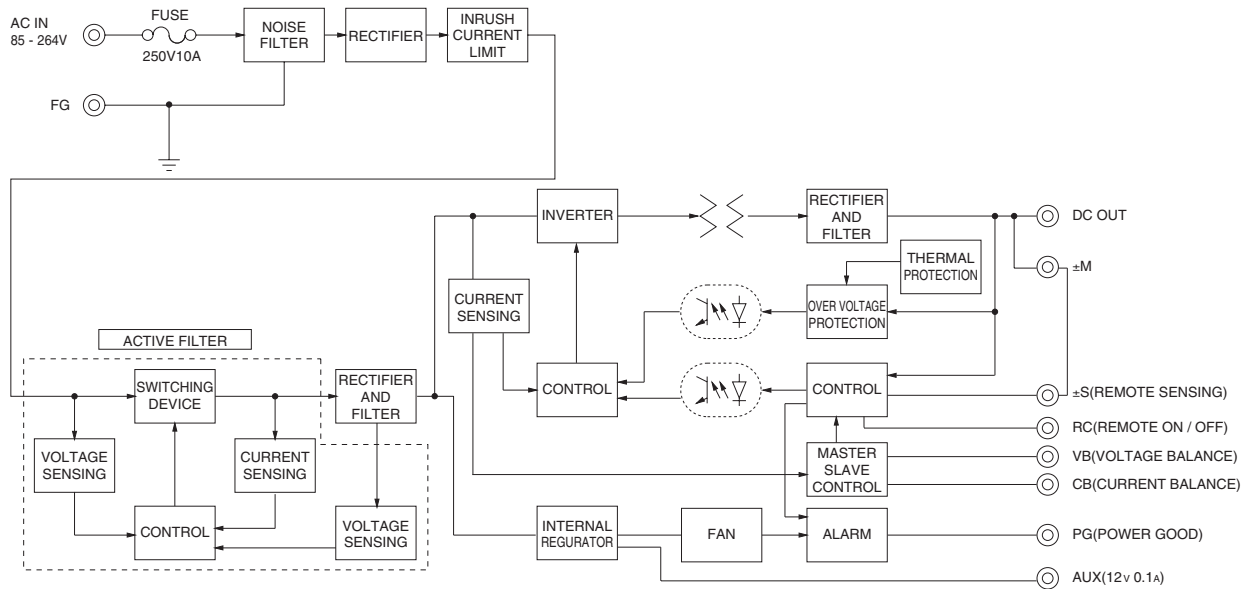 AC IN
85 - 264V
FUSE
250V10A
NOISE
FILTER
RECTIFIER
INRUSH
CURRENT
LIMIT
FG
INVERTER
RECTIFIER
AND
FILTER
DC OUT
THERMAL
PROTECTION
±M
CURRENT
SENSING
OVER VOLTAGE
PROTECTION
ACTIVE FILTER
SWITCHING
DEVICE
RECTIFIER
AND
FILTER
CONTROL
CONTROL
±S(REMOTE SENSING)
RC(REMOTE ON / OFF)
VOLTAGE
SENSING
CURRENT
SENSING
MASTER
SLAVE
CONTROL
VB(VOLTAGE BALANCE)
CB(CURRENT BALANCE)
CONTROL
VOLTAGE
SENSING
INTERNAL
REGURATOR
FAN
ALARM
PG(POWER GOOD)
AUX(12V 0.1A)